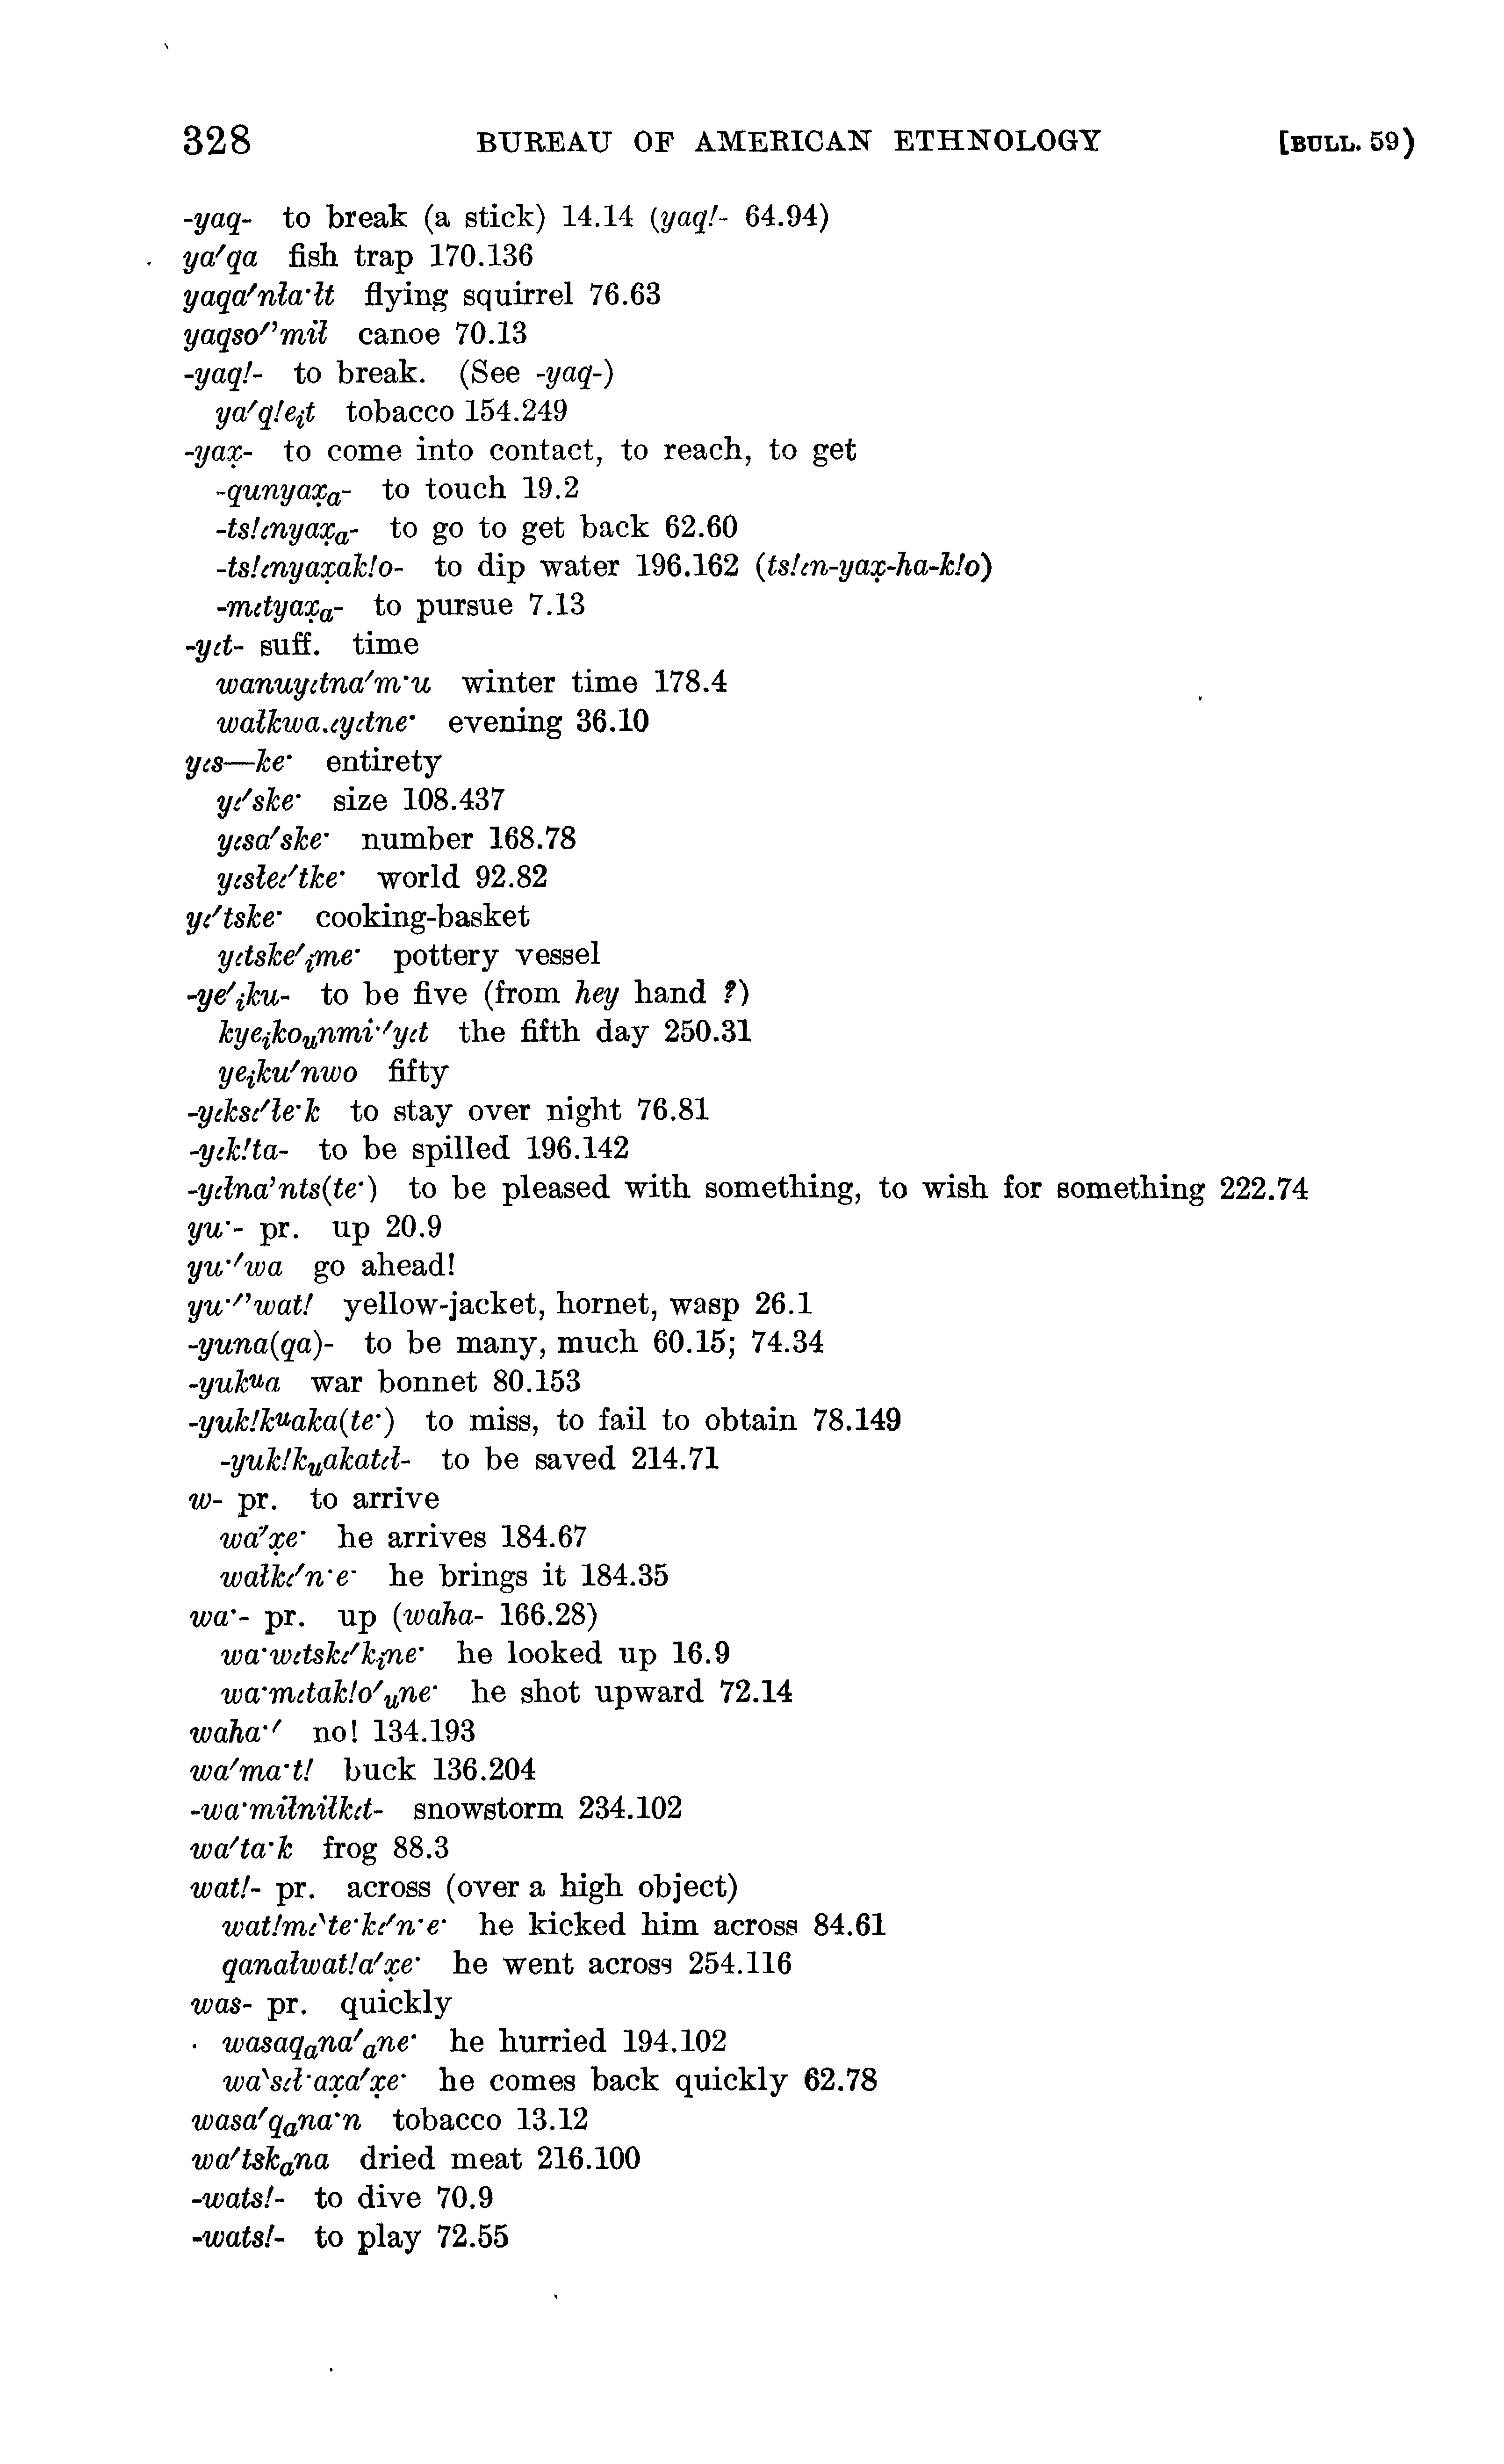 328 BUREAU OF AMERICAN ETHNOLOGY [BULL. 59)
-yaq- to break (a stick) 14.14 (yaq!- 64.94)
ya′qa fish trap 170.136
yaqa′nła·łt flying squirrel 76.63
yaqso′ʾmił canoe 70.13
-yaq!- to break. (See -yaq-)
ya′q!eᵢt tobacco 154.249
-yax̣- to come into contact, to reach, to get
-qunyax̣ₐ- to touch 19.2
-ts!ɩnyax̣ₐ- to go to get back 62.60
-ts!ɩnyax̣ak!o- to dip water 196.162 (ts!ɩn-yax̣-ha-k!o)
-mɩtyax̣ₐ- to pursue 7.13
-yɩt- suff. time
wanuyɩtna′m·u winter time 178.4
wałkwa.ɩyɩtne· evening 36.10
yɩs—ke· entirety
yɩ′ske· size 108.437
yɩsa′ske· number 168.78
yɩsłeɩ′tke· world 92.82
yɩ′tske· cooking-basket
yɩtske′ᵢme· pottery vessel
-ye′ᵢku- to be five (from hey hand ?)
kyeᵢkoᵤnmi·′yɩt the fifth day 250.31
yeᵢku′nwo fifty
-yɩksɩ′łe·k to stay over night 76.81
-yɩk!ta- to be spilled 196.142
-yɩłnaʾnts(te·) to be pleased with something, to wish for something 222.74
yu·- pr. up 20.9
yu·′wa go ahead!
yu·′ʾwat! yellow-jacket, hornet, wasp 26.1
-yuna(qa)- to be many, much 60.15; 74.34
-yukᵘa war bonnet 80.153
-yuk!kᵘaka(te·) to miss, to fail to obtain 78.149
-yuk!kᵤakatɩł- to be saved 214.71
w- pr. to arrive
wa′x̣e· he arrives 184.67
wałkɩ′n·e· he brings it 184.35
wa·- pr. up (waha- 166.28)
wa·wɩtskɩ′kᵢne· he looked up 16.9
wa·mɩtak!o′ᵤne· he shot upward 72.14
waha·′ no! 134.193
wa′ma·t! buck 136.204
-wa·miłniłkɩt- snowstorm 234.102
wa′ta·k frog 88.3
wat!- pr. across (over a high object)
wat!mɩ‵te·kɩ′n·e· he kicked him across 84.61
qanałwat!a′x̣e· he went across 254.116
was- pr. quickly
wasaqₐna′ₐne· he hurried 194.102
wa‵sɩł·ax̣a′x̣e· he comes back quickly 62.78
wasa′qₐna·n tobacco 13.12
wa′tskₐna dried meat 216.100
-wats!- to dive 70.9
-wats!- to play 72.55